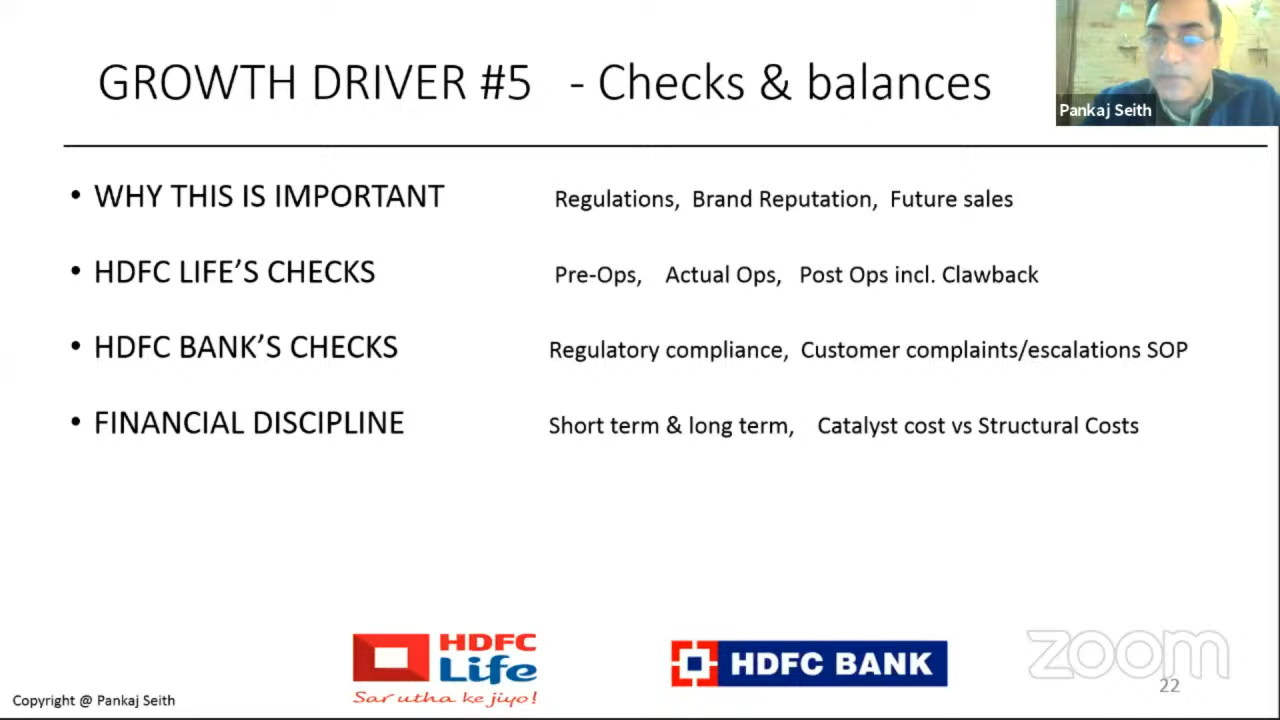 GROWTH DRIVER #5 - Checks & balances
Pankaj Seith
• WHY THIS IS IMPORTANT Regulations, Brand Reputation, Future sales
• HDFC LIFE’S CHECKS Pre-Ops, Actual Ops, Post Ops incl. Clawback
• HDFC BANK’S CHECKS Regulatory compliance, Customer complaints/escalations SOP
• FINANCIAL DISCIPLINE Short term & long term, Catalyst cost vs Structural Costs
HDFC
Life
Sar utha ke jiyo!
HDFC BANK
zoom
22
Copyright @ Pankaj Seith